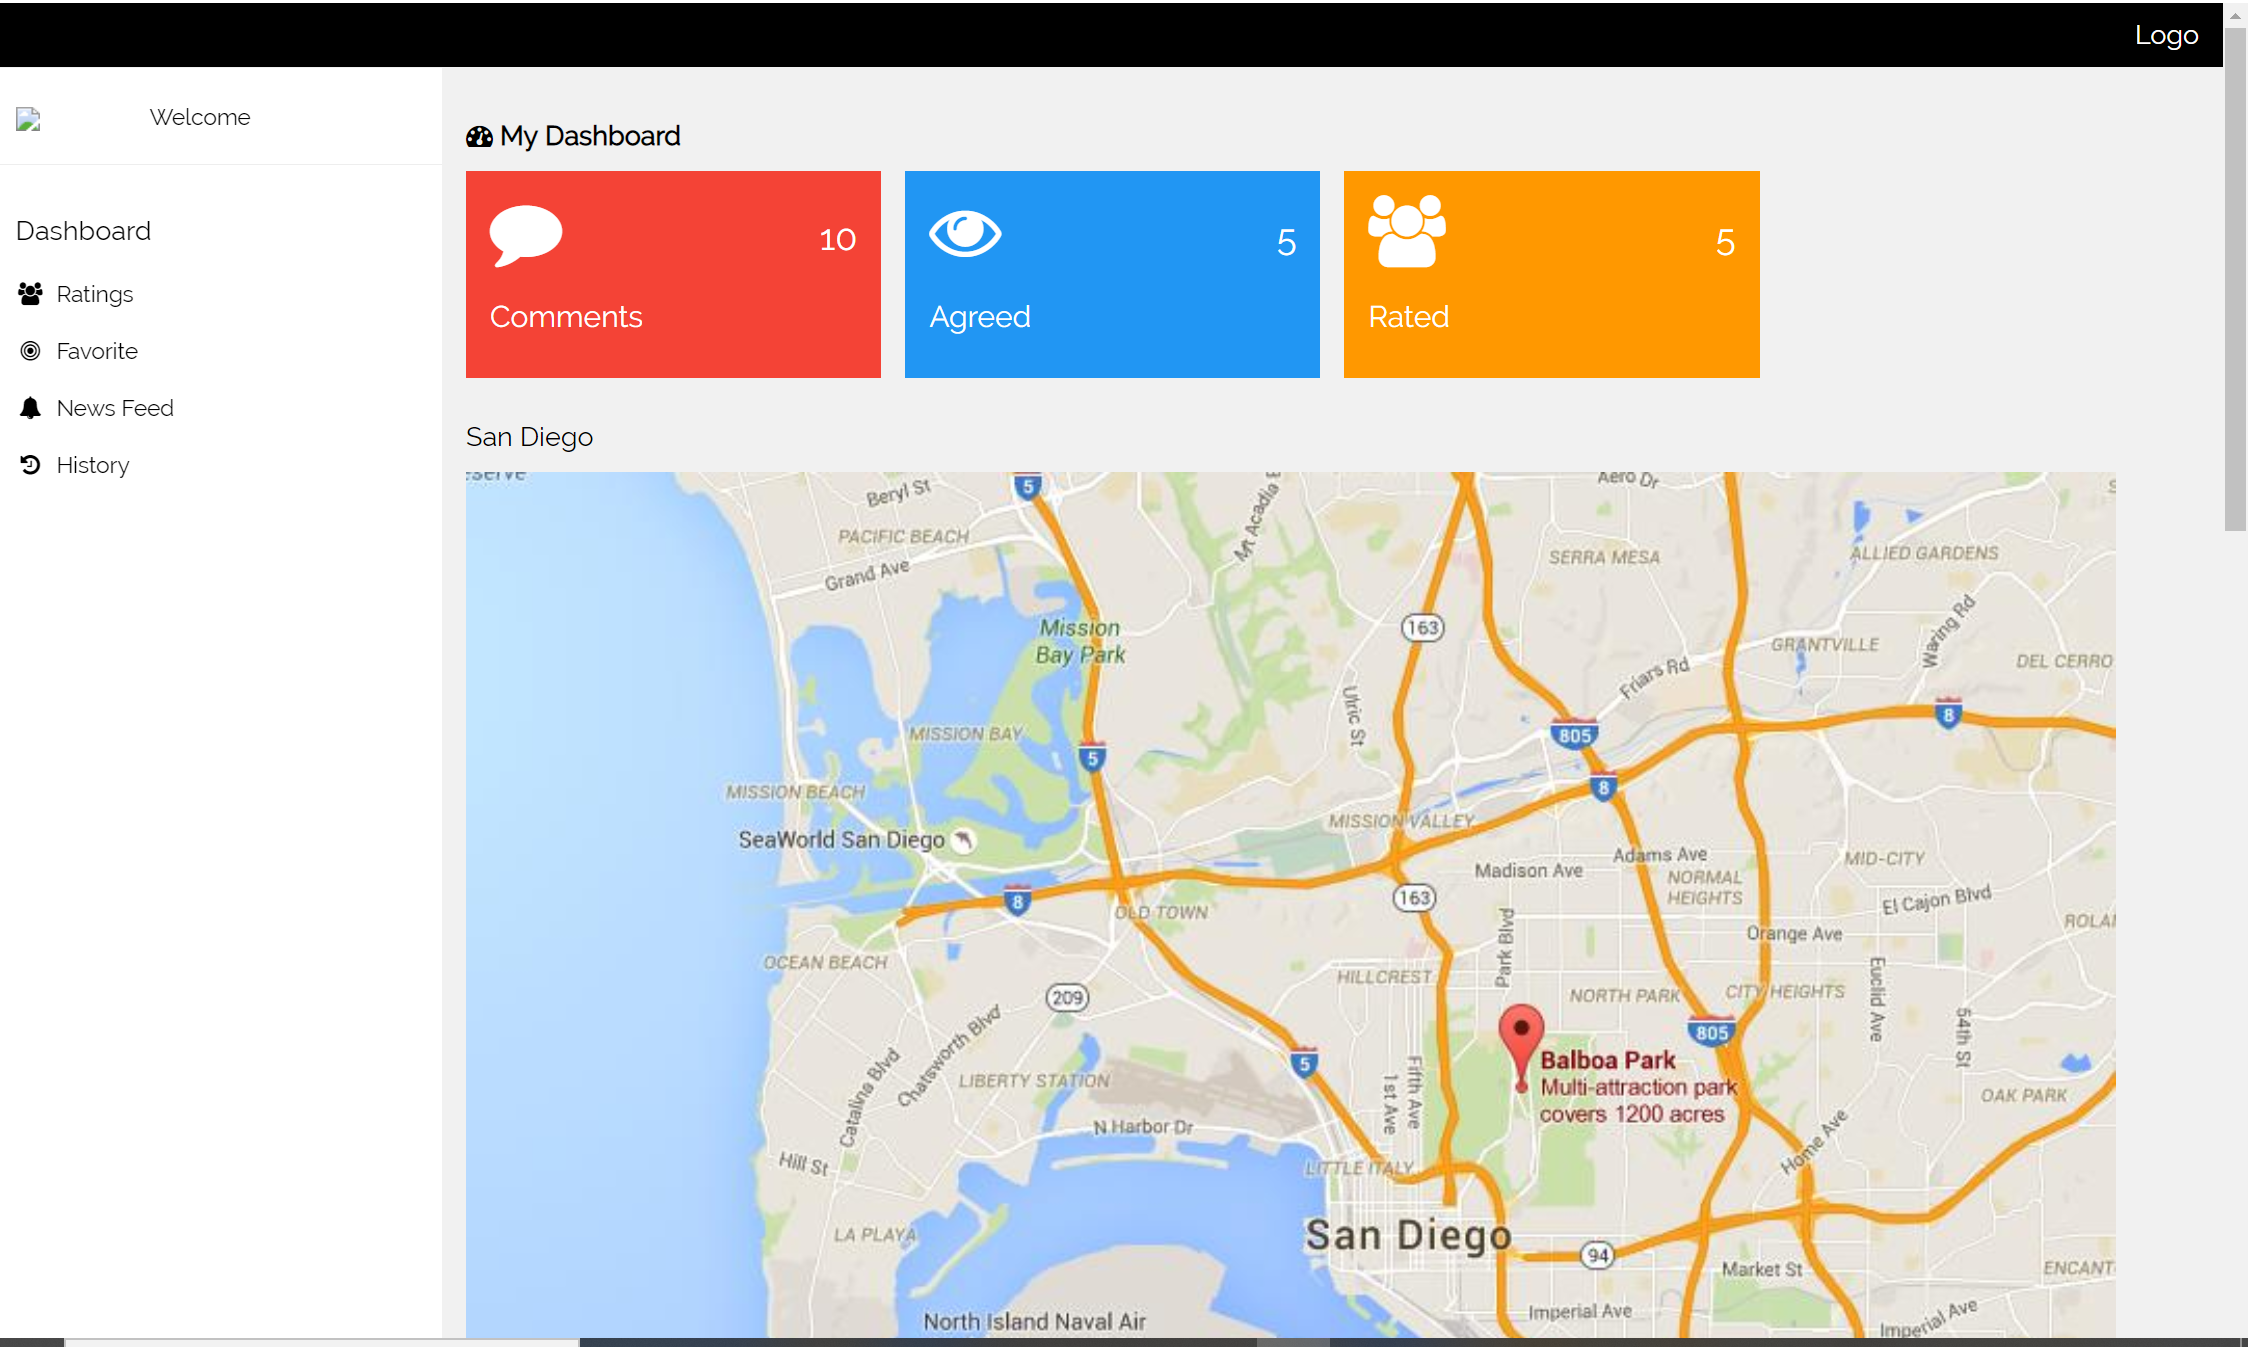 Logo
Welcome
Dashboard
Ratings
Favorite
News Feed
History
My Dashboard
10
Comments
5
Agreed
5
Rated
San Diego
Beryl St
5
Mt Acadia
Aero Dr
PACIFIC BEACH
Grand Ave
SERRA MESA
ALLIED GARDENS
163
Mission
Bay Park
Waring Rd
GRANTVILLE
DEL CERRO
Friars Rd
Ulric St
MISSION BAY
5
805
8
8
MISSION BEACH
SeaWorld San Diego
MISSION VALLEY
Madison Ave
Adams Ave
MID-CITY
NORMAL
HEIGHTS
8
163
OLD TOWN
El Cajon Blvd
Park Blvd
Orange Ave
OCEAN BEACH
HILLCREST
209
NORTH PARK
CITY HEIGHTS
Euclid Ave
54th St
Chatsworth Blvd
Catalina Blvd
805
5
Balboa Park
Multi-attraction park
covers 1200 acres
LIBERTY STATION
1st Ave
Fifth Ave
OAK PARK
N Harbor Dr
Home Ave
Hill St
LITTLE ITALY
LA PLAYA
San Diego
94
Market St
Imperial Ave
Imperial Ave
North Island Naval Air